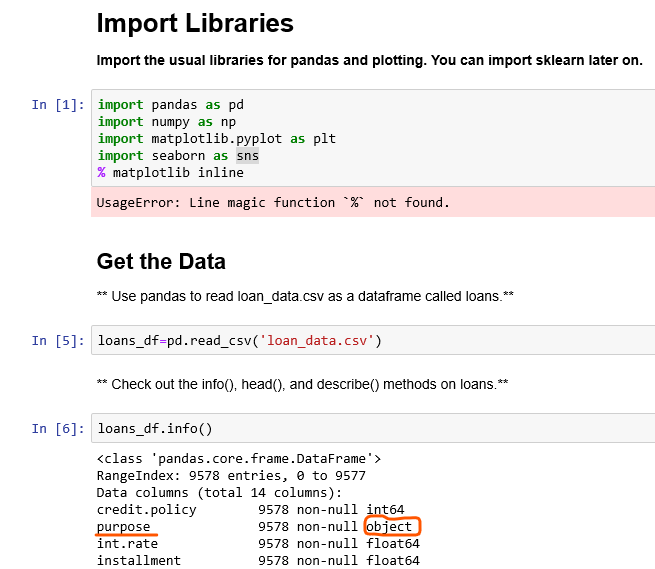 Import Libraries
Import the usual libraries for pandas and plotting. You can import sklearn later on.
In [1]: import pandas as pd
import numpy as np
import matplotlib.pyplot as plt
import seaborn as sns
% matplotlib inline
UsageError: Line magic function `%` not found.
Get the Data
** Use pandas to read loan_data.csv as a dataframe called loans.**
In [5]: loans_df=pd.read_csv('loan_data.csv')
** Check out the info(), head(), and describe() methods on loans.**
In [6]: loans_df.info()
<class 'pandas.core.frame.DataFrame'>
RangeIndex: 9578 entries, 0 to 9577
Data columns (total 14 columns):
credit.policy 9578 non-null int64
purpose 9578 non-null object
int.rate 9578 non-null float64
installment 9578 non-null float64